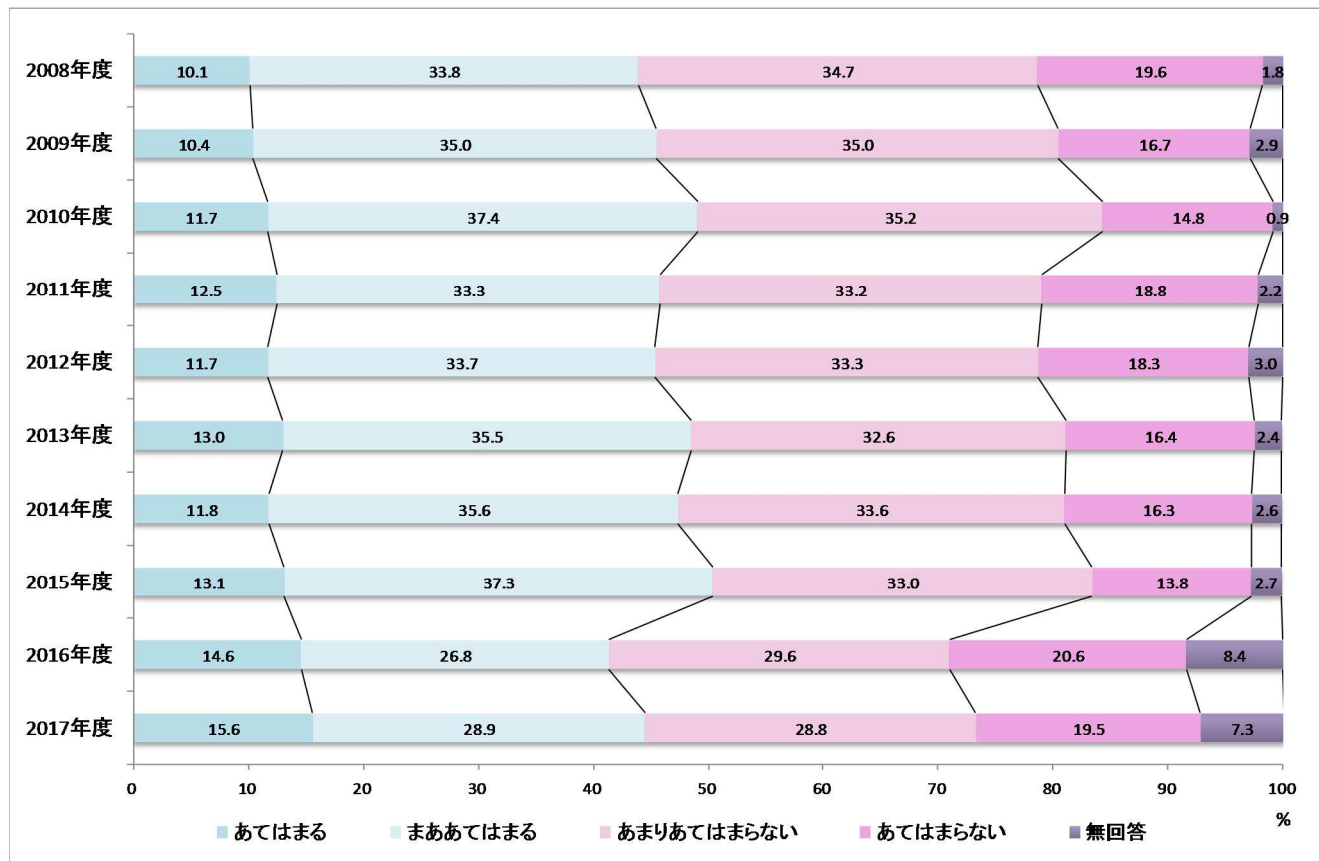 2008年度 10.1 33.8 34.7 19.6 1.8
2009年度 10.4 35.0 35.0 16.7 2.9
2010年度 11.7 37.4 35.2 14.8 0.9
2011年度 12.5 33.3 33.2 18.8 2.2
2012年度 11.7 33.7 33.3 18.3 3.0
2013年度 13.0 35.5 32.6 16.4 2.4
2014年度 11.8 35.6 33.6 16.3 2.6
2015年度 13.1 37.3 33.0 13.8 2.7
2016年度 14.6 26.8 29.6 20.6 8.4
2017年度 15.6 28.9 28.8 19.5 7.3
0 10 20 30 40 50 60 70 80 90 100
%
あてはまる まああてはまる あまりあてはまらない あてはまらない 無回答